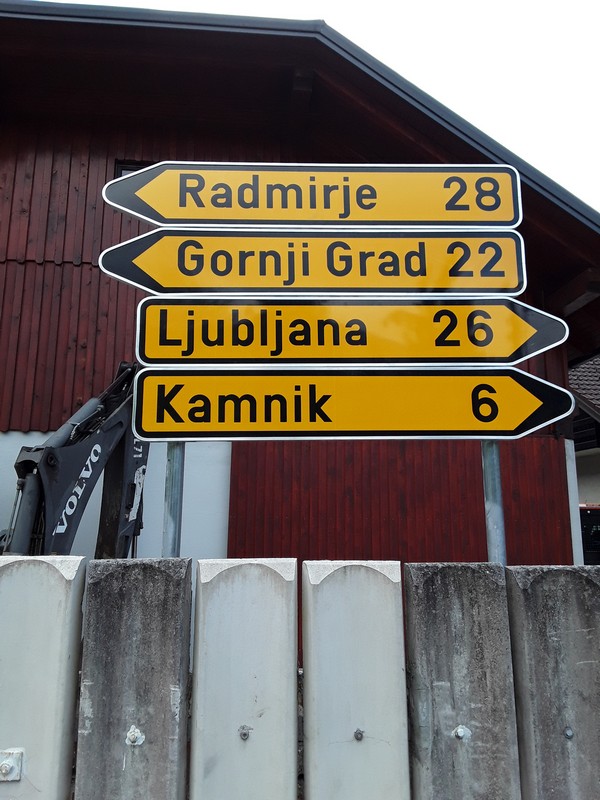 Radmirje 28
Gornji Grad 22
Ljubljana 26
Kamnik 6
VOLVO